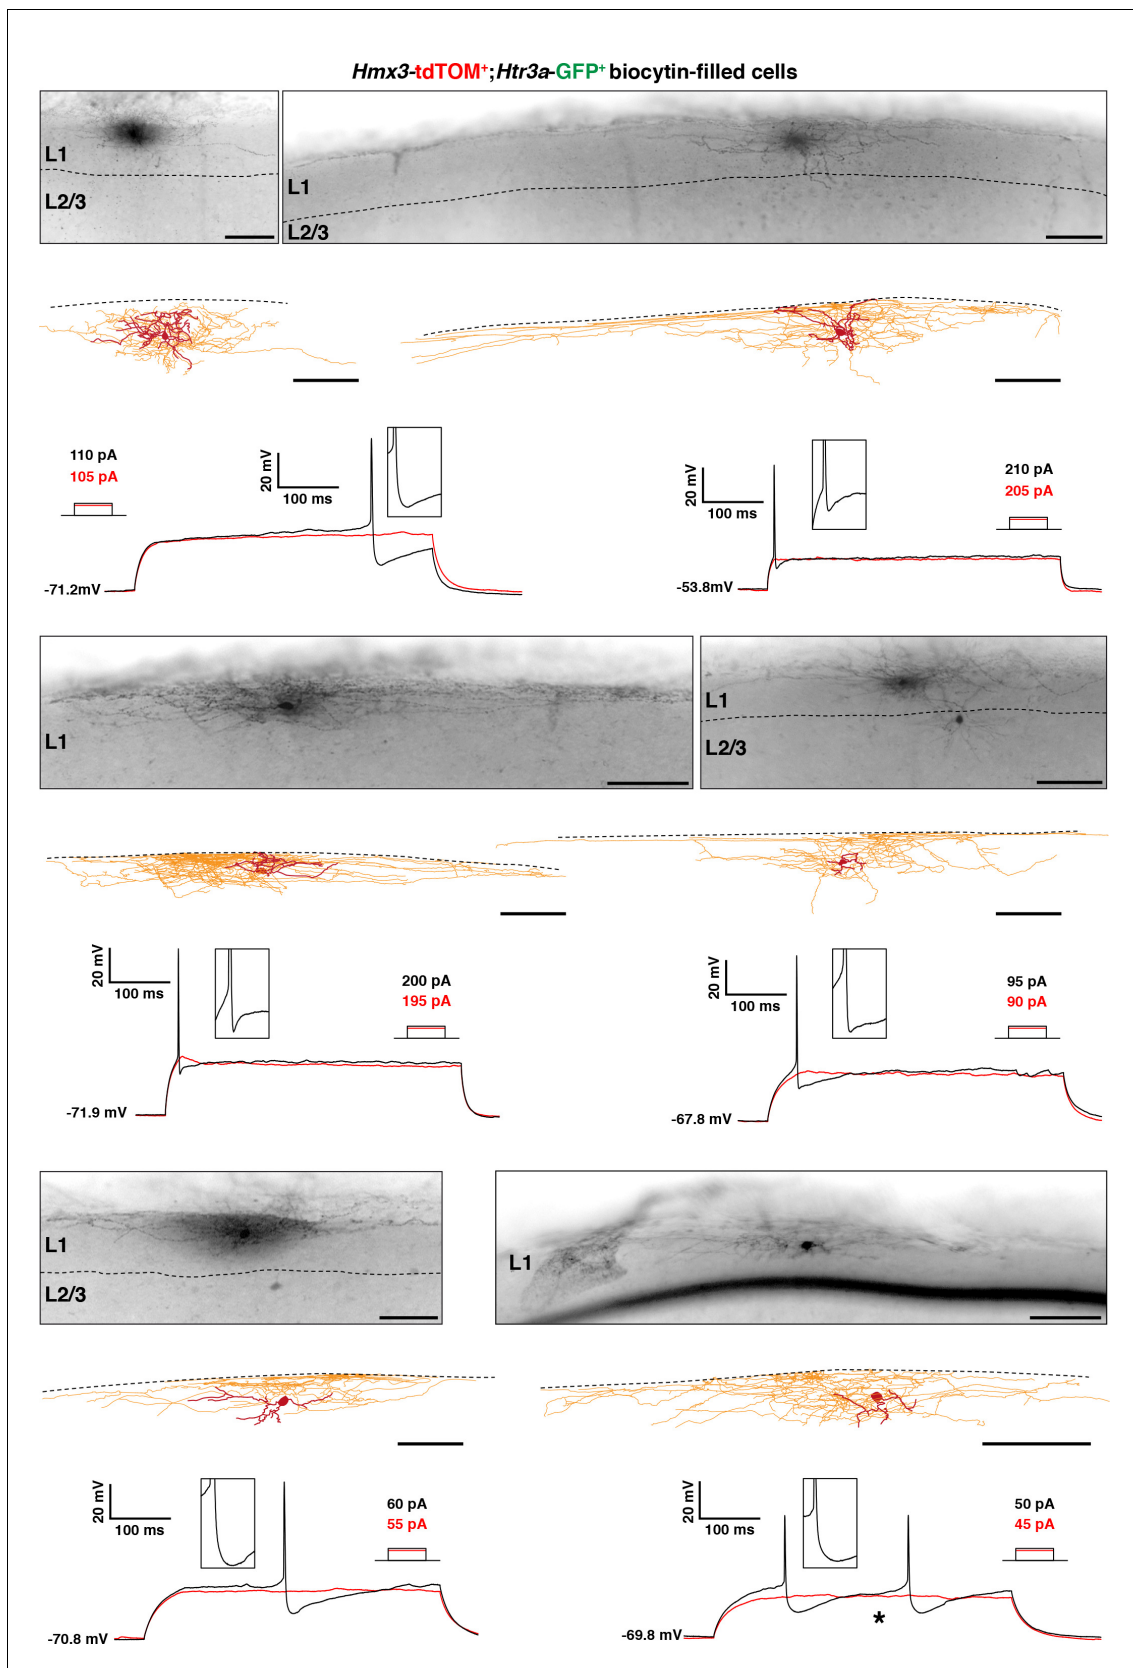 Hmx3-tdTOM+;Htr3a-GFP+ biocytin-filled cells
L1
L2/3
L1
L2/3
110 pA
105 pA
20 mV
100 ms
-71.2mV
20 mV
100 ms
210 pA
205 pA
-53.8mV
L1
L1
L2/3
20 mV
100 ms
200 pA
195 pA
-71.9 mV
20 mV
100 ms
95 pA
90 pA
-67.8 mV
L1
L2/3
L1
20 mV
100 ms
60 pA
55 pA
-70.8 mV
20 mV
100 ms
50 pA
45 pA
*
-69.8 mV